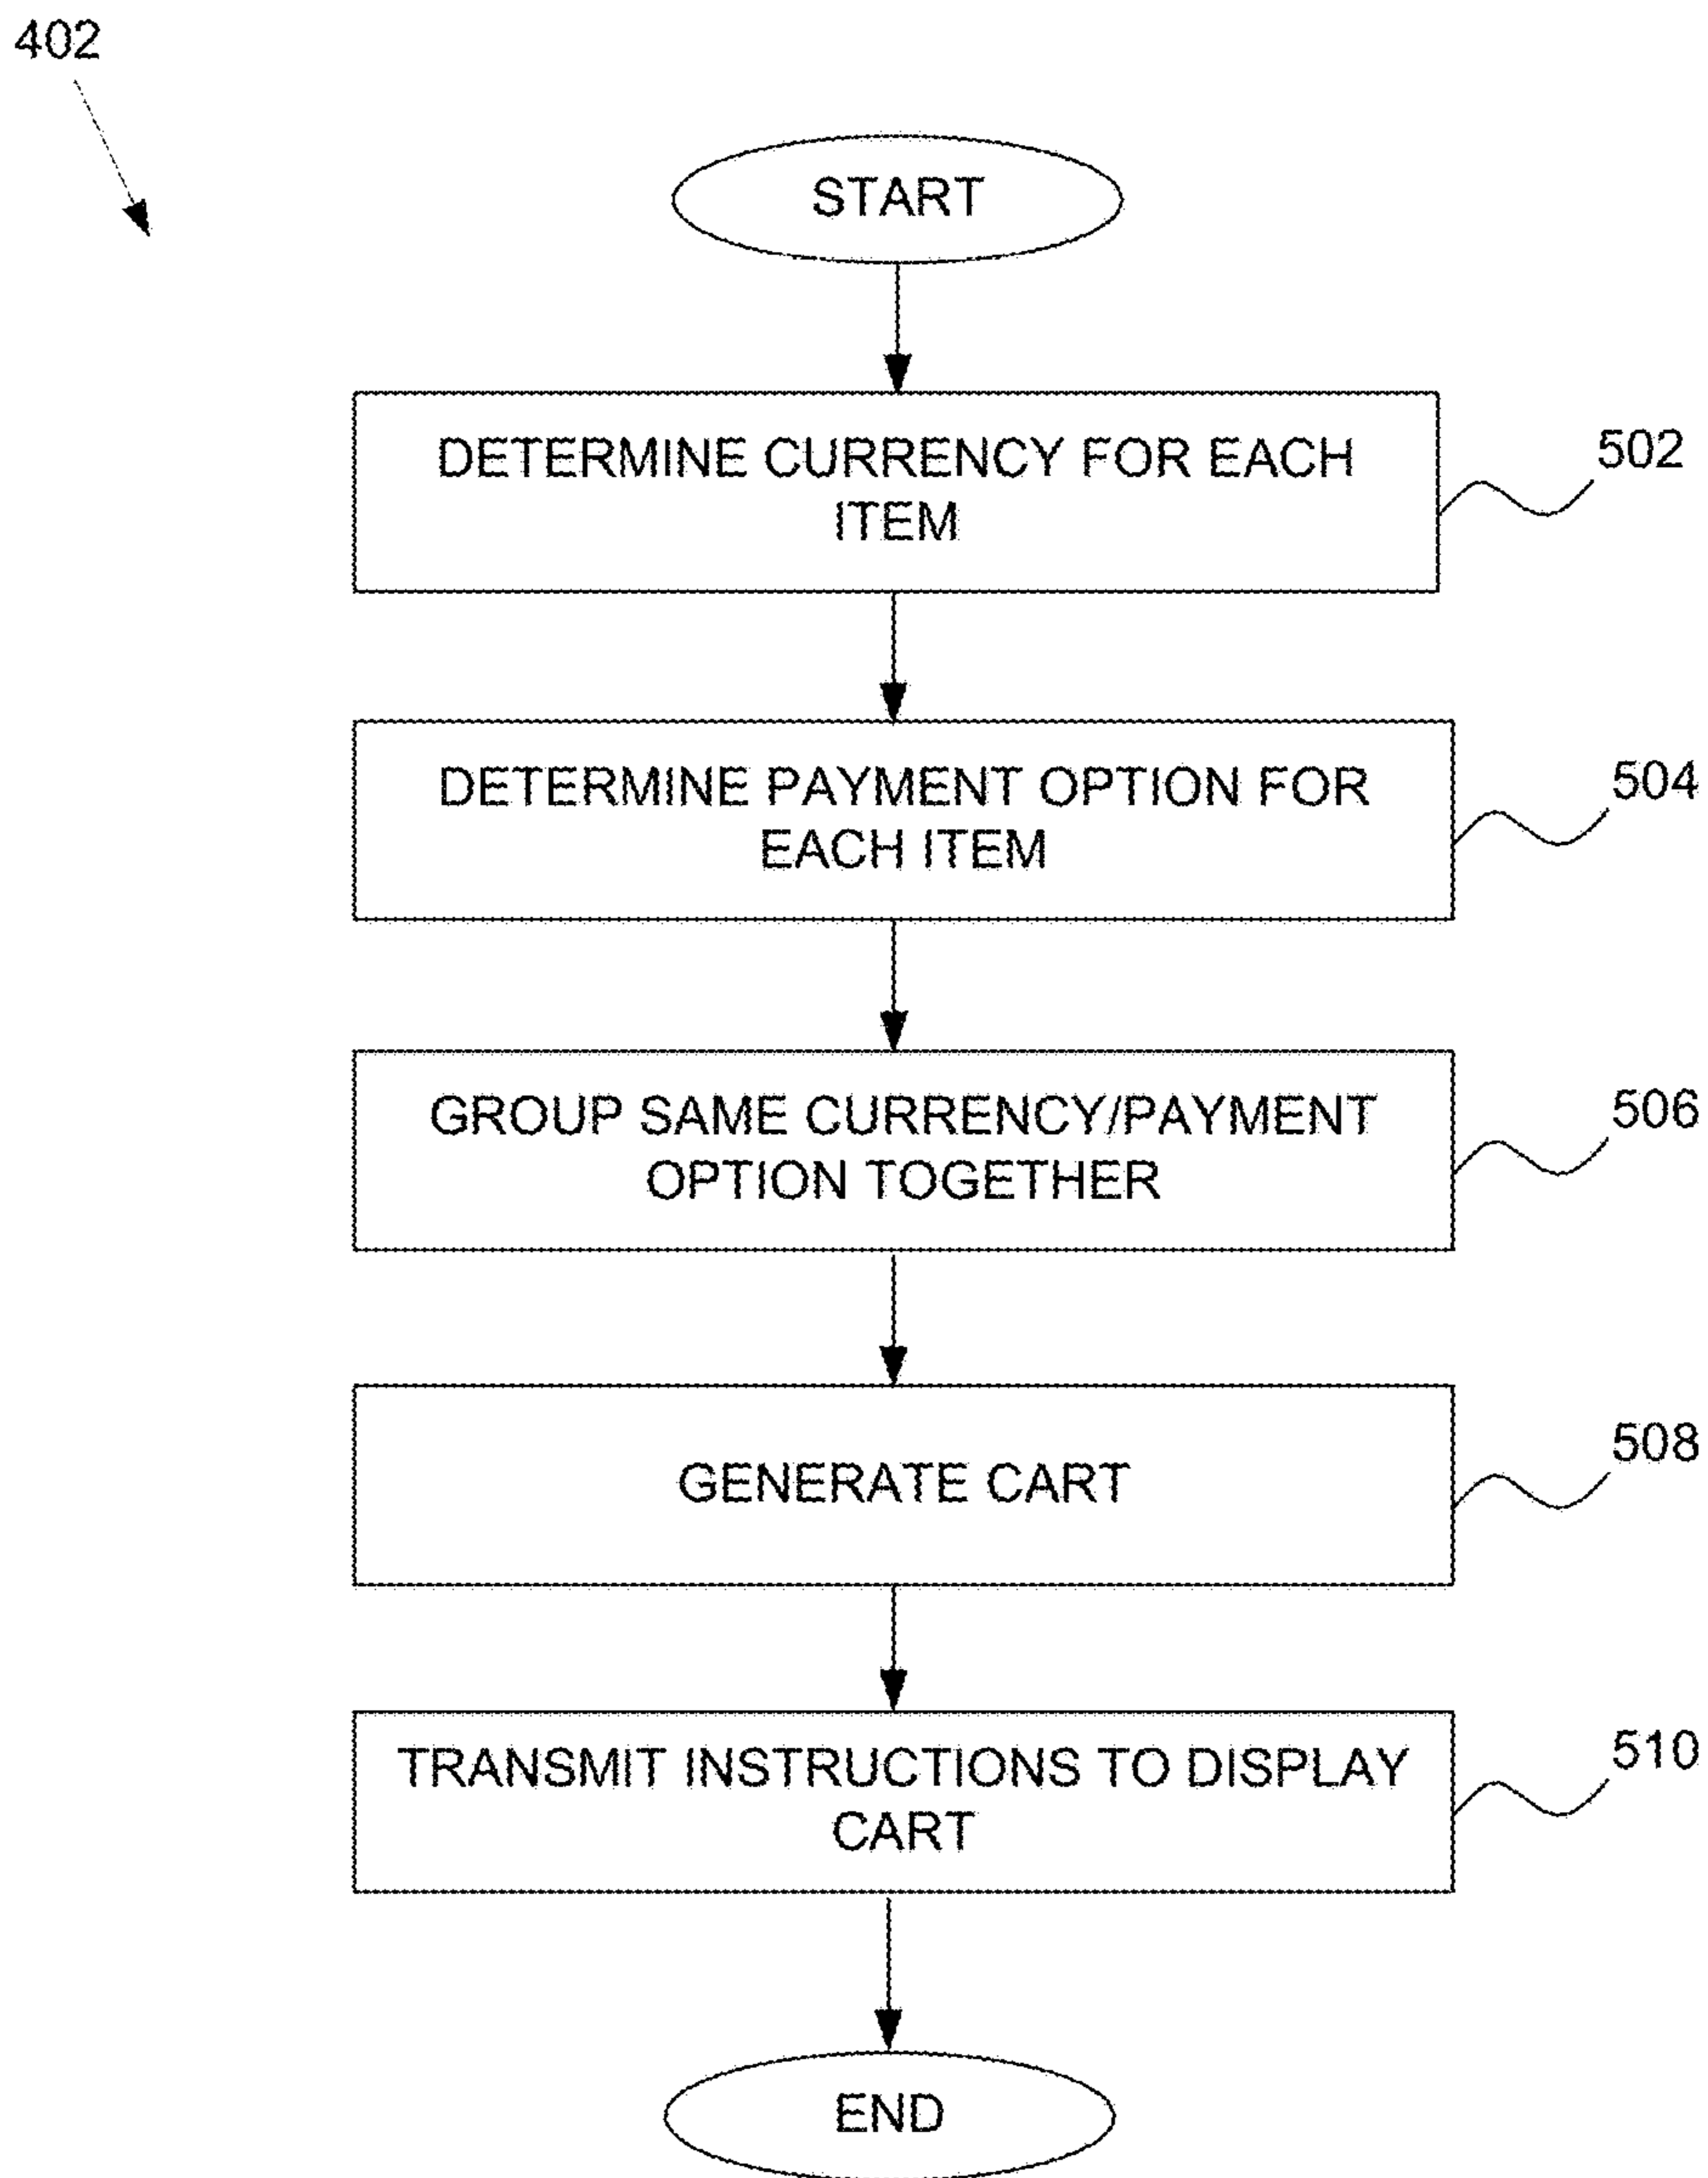 402
START
DETERMINE CURRENCY FOR EACH
ITEM
502
DETERMINE PAYMENT OPTION FOR
EACH ITEM
504
GROUP SAME CURRENCY/PAYMENT
OPTION TOGETHER
506
GENERATE CART
508
TRANSMIT INSTRUCTIONS TO DISPLAY
CART
510
END